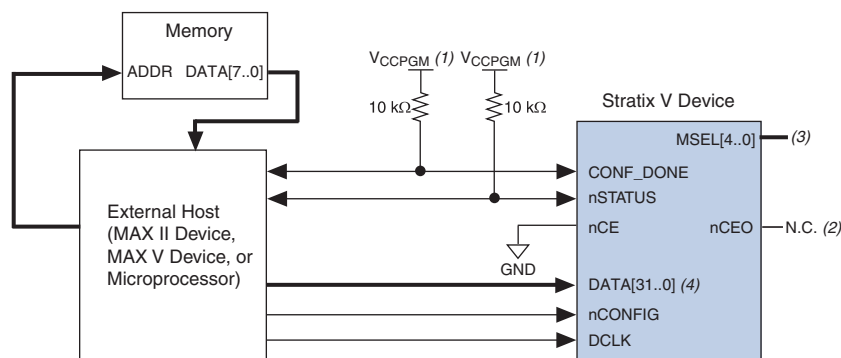 Memory
ADDR DATA[7..0]
VCCPGM (1) VCCPGM (1)
10 kΩ 10 kΩ
Stratix V Device
MSEL[4..0] (3)
CONF_DONE
nSTATUS
nCE nCEO N.C. (2)
GND
External Host
(MAX II Device,
MAX V Device, or
Microprocessor)
DATA[31..0] (4)
nCONFIG
DCLK